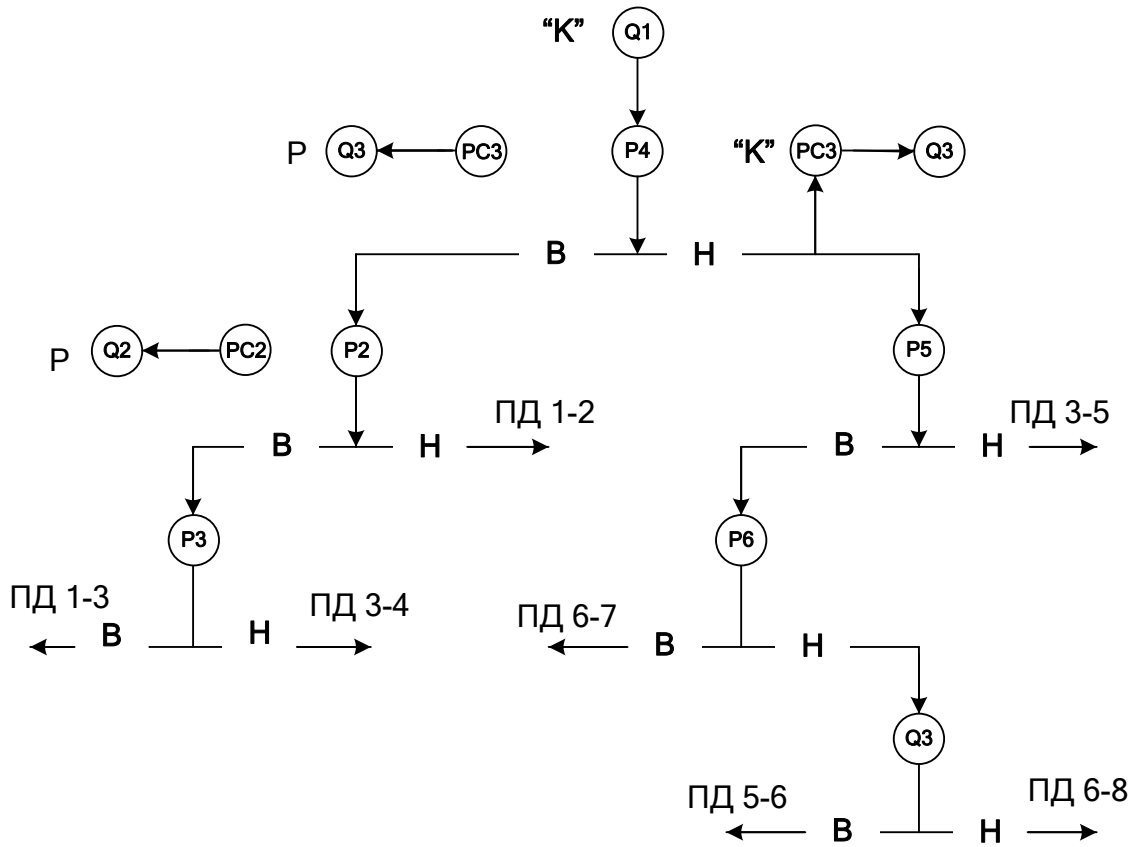 “К” Q1
Р Q3 PC3 P4 “К” PC3 Q3
В Н
Р Q2 PC2 P2 P5
ПД 1-2 ПД 3-5
В Н В Н
P3 P6
ПД 1-3 ПД 3-4 ПД 6-7
В Н В Н
Q3
ПД 5-6 ПД 6-8
В Н